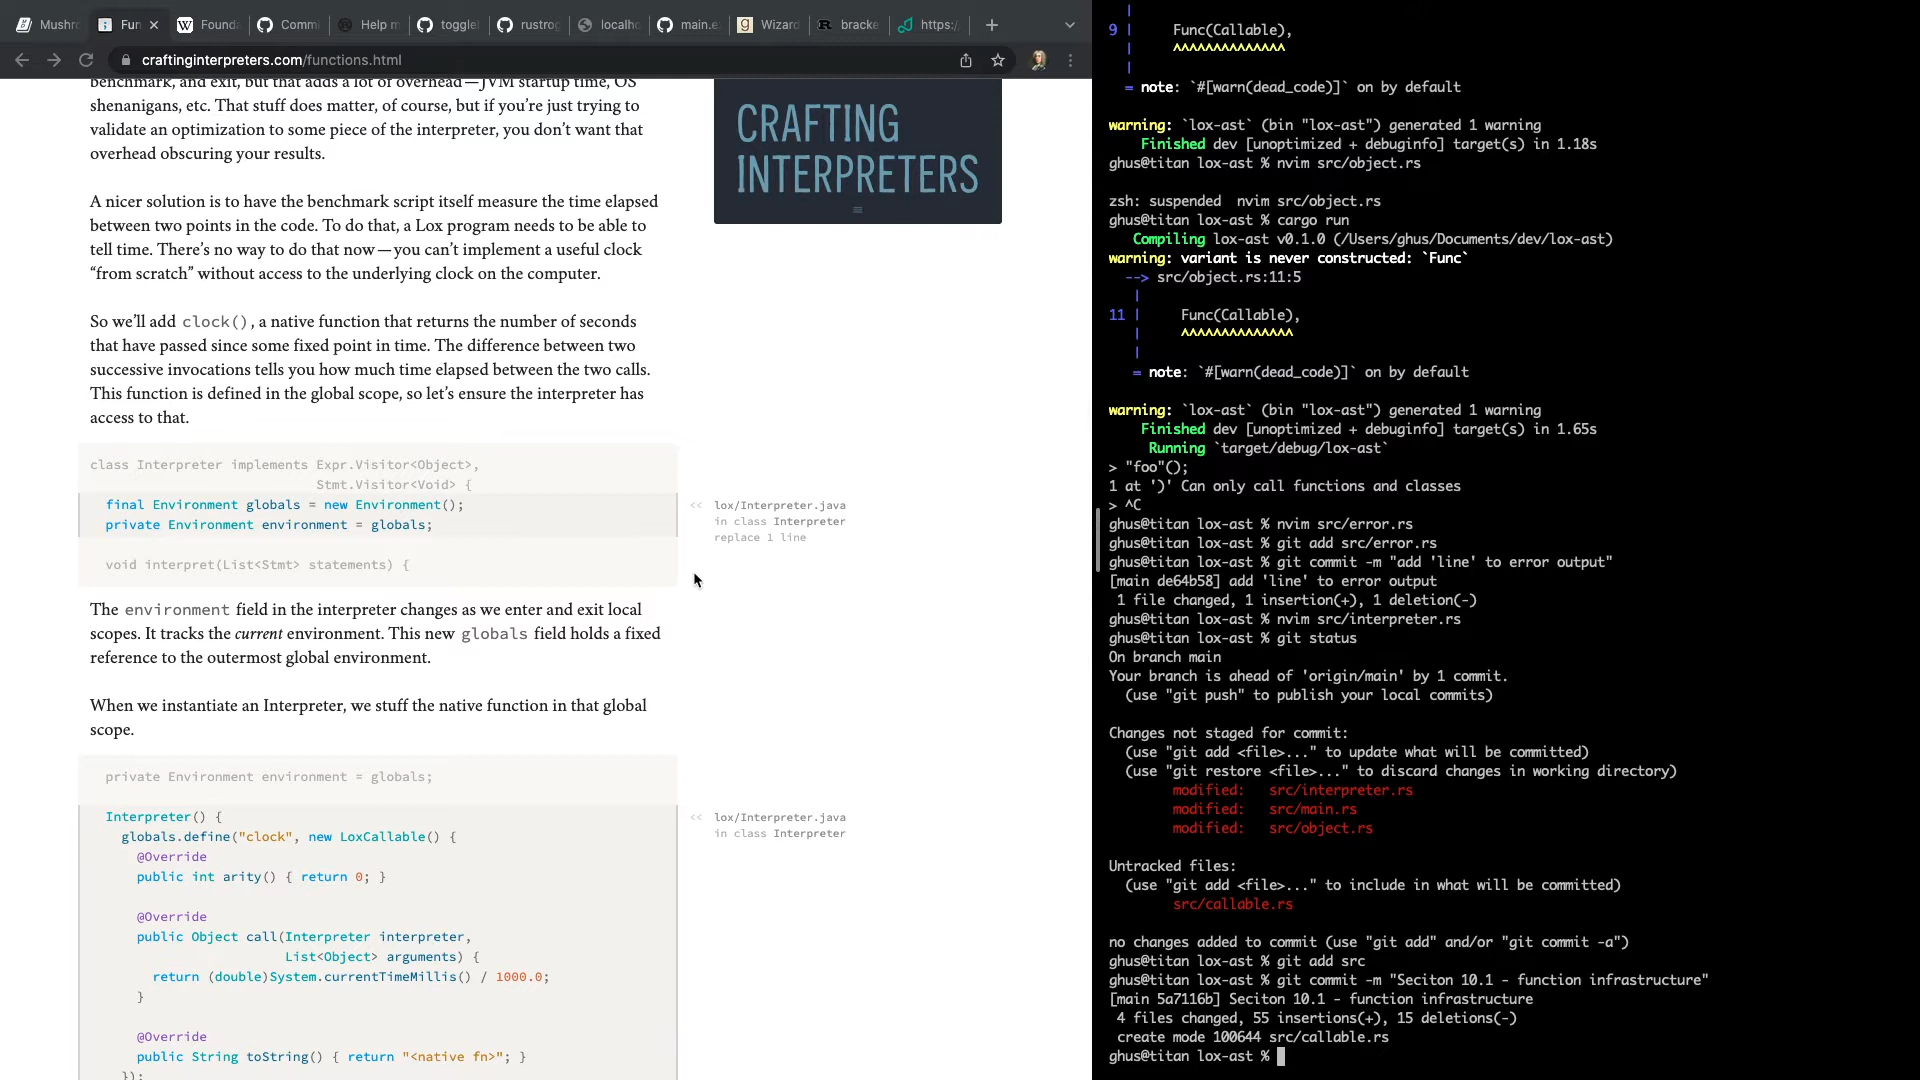 Mushr
Fun
Founda
Commi
Help m
toggle
rustro
localh
main.e
Wizard
bracke
https:/
craftinginterpreters.com/functions.html
benchmark, and exit, but that adds a lot of overhead—JVM startup time, OS
shenanigans, etc. That stuff does matter, of course, but if you’re just trying to
validate an optimization to some piece of the interpreter, you don’t want that
overhead obscuring your results.
CRAFTING
INTERPRETERS
A nicer solution is to have the benchmark script itself measure the time elapsed
between two points in the code. To do that, a Lox program needs to be able to
tell time. There’s no way to do that now—you can’t implement a useful clock
“from scratch” without access to the underlying clock on the computer.
So we’ll add clock(), a native function that returns the number of seconds
that have passed since some fixed point in time. The difference between two
successive invocations tells you how much time elapsed between the two calls.
This function is defined in the global scope, so let’s ensure the interpreter has
access to that.
class Interpreter implements Expr.Visitor<Object>,
Stmt.Visitor<Void> {
final Environment globals = new Environment();
private Environment environment = globals;
void interpret(List<Stmt> statements) {
<< lox/Interpreter.java
in class Interpreter
replace 1 line
The environment field in the interpreter changes as we enter and exit local
scopes. It tracks the current environment. This new globals field holds a fixed
reference to the outermost global environment.
When we instantiate an Interpreter, we stuff the native function in that global
scope.
private Environment environment = globals;
Interpreter() {
globals.define("clock", new LoxCallable() {
@Override
public int arity() { return 0; }
@Override
public Object call(Interpreter interpreter,
List<Object> arguments) {
return (double)System.currentTimeMillis() / 1000.0;
}
@Override
public String toString() { return "<native fn>"; }
});
<< lox/Interpreter.java
in class Interpreter
|
9 | Func(Callable),
| ^^^^^^^^^^^^^^
|
= note: `#[warn(dead_code)]` on by default
warning: `lox-ast` (bin "lox-ast") generated 1 warning
Finished dev [unoptimized + debuginfo] target(s) in 1.18s
ghus@titan lox-ast % nvim src/object.rs
zsh: suspended  nvim src/object.rs
ghus@titan lox-ast % cargo run
Compiling lox-ast v0.1.0 (/Users/ghus/Documents/dev/lox-ast)
warning: variant is never constructed: `Func`
--> src/object.rs:11:5
|
11 | Func(Callable),
| ^^^^^^^^^^^^^^
|
= note: `#[warn(dead_code)]` on by default
warning: `lox-ast` (bin "lox-ast") generated 1 warning
Finished dev [unoptimized + debuginfo] target(s) in 1.65s
Running `target/debug/lox-ast`
> "foo"();
1 at ')' Can only call functions and classes
> ^C
ghus@titan lox-ast % nvim src/error.rs
ghus@titan lox-ast % git add src/error.rs
ghus@titan lox-ast % git commit -m "add 'line' to error output"
[main de64b58] add 'line' to error output
1 file changed, 1 insertion(+), 1 deletion(-)
ghus@titan lox-ast % nvim src/interpreter.rs
ghus@titan lox-ast % git status
On branch main
Your branch is ahead of 'origin/main' by 1 commit.
(use "git push" to publish your local commits)
Changes not staged for commit:
(use "git add <file>..." to update what will be committed)
(use "git restore <file>..." to discard changes in working directory)
modified:   src/interpreter.rs
modified:   src/main.rs
modified:   src/object.rs
Untracked files:
(use "git add <file>..." to include in what will be committed)
src/callable.rs
no changes added to commit (use "git add" and/or "git commit -a")
ghus@titan lox-ast % git add src
ghus@titan lox-ast % git commit -m "Seciton 10.1 - function infrastructure"
[main 5a7116b] Seciton 10.1 - function infrastructure
4 files changed, 55 insertions(+), 15 deletions(-)
create mode 100644 src/callable.rs
ghus@titan lox-ast %